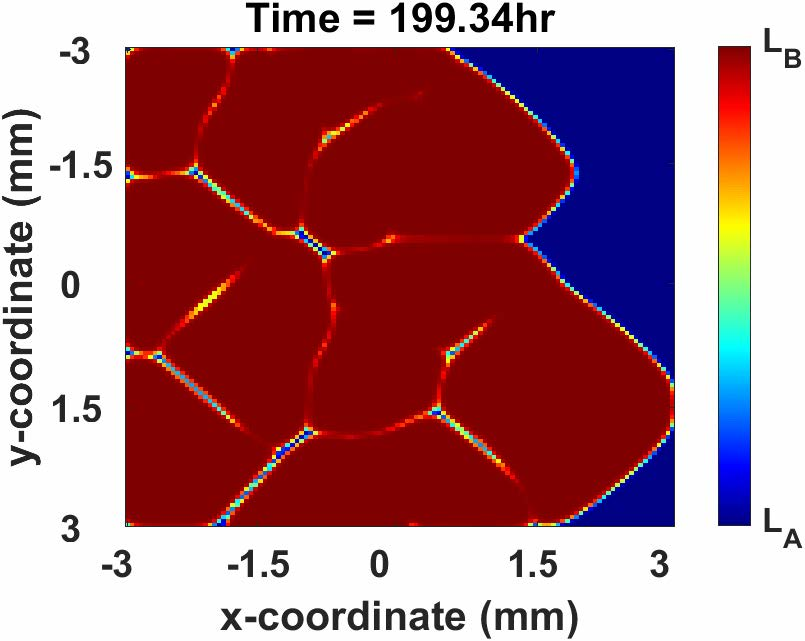 Time = 199.34hr
L_B
-3
-1.5
0
1.5
3
y-coordinate (mm)
L_A
-3 -1.5 0 1.5 3
x-coordinate (mm)